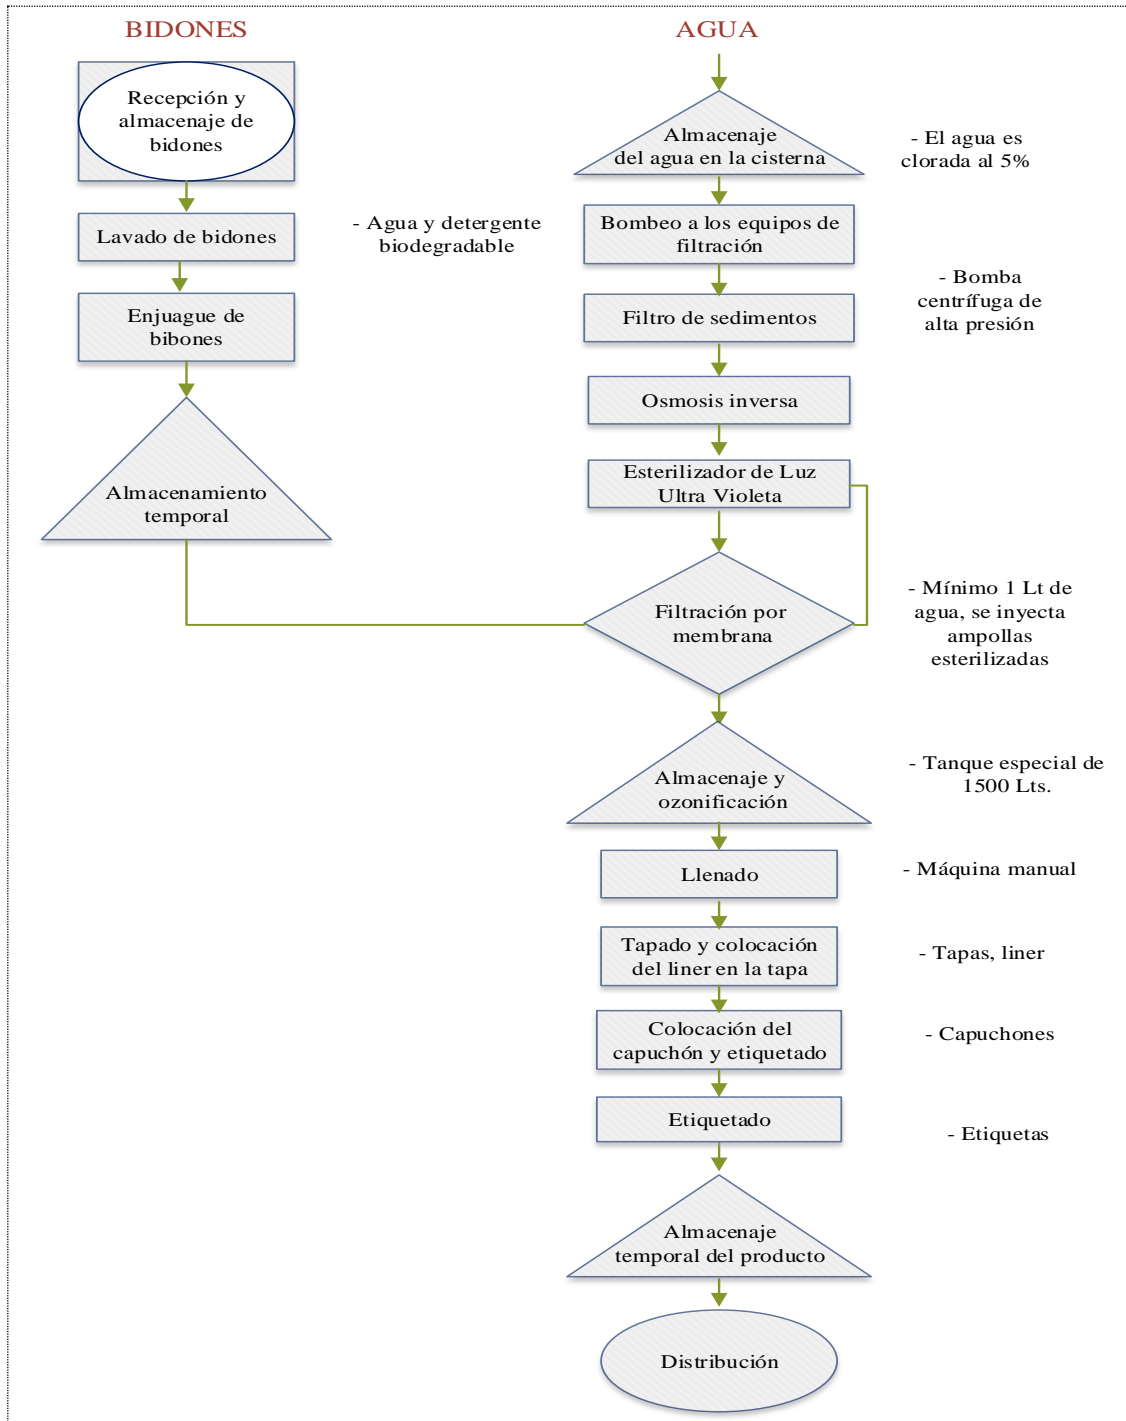 BIDONES
Recepción y
almacenaje de
bidones
Lavado de bidones
- Agua y detergente
biodegradable
Enjuague de
bibones
Almacenamiento
temporal
AGUA
Almacenaje
del agua en la cisterna
- El agua es
clorada al 5%
Bombeo a los equipos de
filtración
- Bomba
centrífuga de
alta presión
Filtro de sedimentos
Osmosis inversa
Esterilizador de Luz
Ultra Violeta
Filtración por
membrana
- Mínimo 1 Lt de
agua, se inyecta
ampollas
esterilizadas
Almacenaje y
ozonificación
- Tanque especial de
1500 Lts.
Llenado
- Máquina manual
Tapado y colocación
del liner en la tapa
- Tapas, liner
Colocación del
capuchón y etiquetado
- Capuchones
Etiquetado
- Etiquetas
Almacenaje
temporal del producto
Distribución